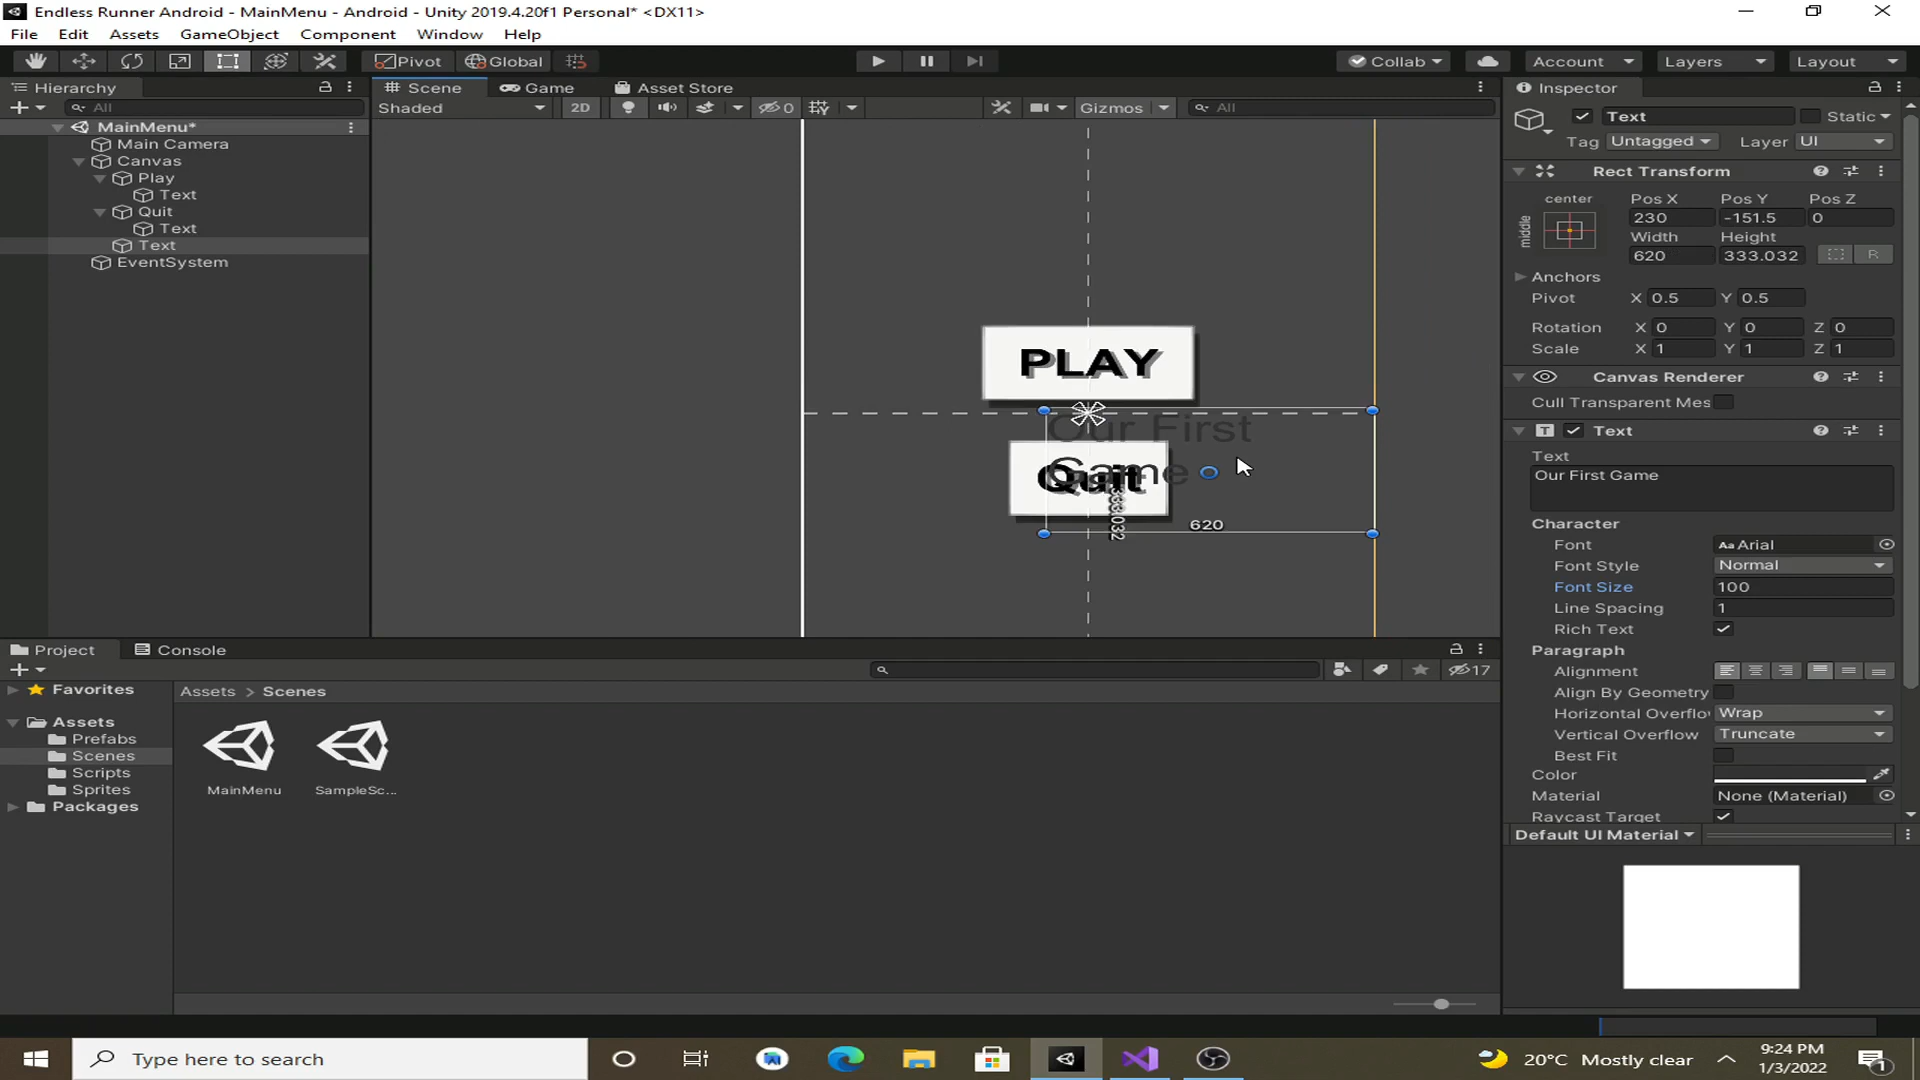 Endless Runner Android - MainMenu - Android - Unity 2019.4.20f1 Personal* <DX11>
File Edit Assets GameObject Component Window Help
Pivot Global Collab Account Layers Layout
Hierarchy
All
MainMenu*
Main Camera
Canvas
Play
Text
Quit
Text
Text
EventSystem
Scene Game Asset Store
Shaded 2D 0 Gizmos All
PLAY
Our First
Game
Quit
333.032
620
Inspector
Text Static
Tag Untagged Layer UI
Rect Transform
center Pos X Pos Y Pos Z
middle 230 -151.5 0
Width Height
620 333.032 R
Anchors
Pivot X 0.5 Y 0.5
Rotation X 0 Y 0 Z 0
Scale X 1 Y 1 Z 1
Canvas Renderer
Cull Transparent Mes
Text
Text
Our First Game
Character
Font Aa Arial
Font Style Normal
Font Size 100
Line Spacing 1
Rich Text
Paragraph
Alignment
Align By Geometry
Horizontal Overflo Wrap
Vertical Overflow Truncate
Best Fit
Color
Material None (Material)
Raycast Target
Default UI Material
Project Console
17
Favorites
Assets
Prefabs
Scenes
Scripts
Sprites
Packages
Assets > Scenes
MainMenu SampleSc...
Type here to search
20°C Mostly clear
9:24 PM
1/3/2022
1